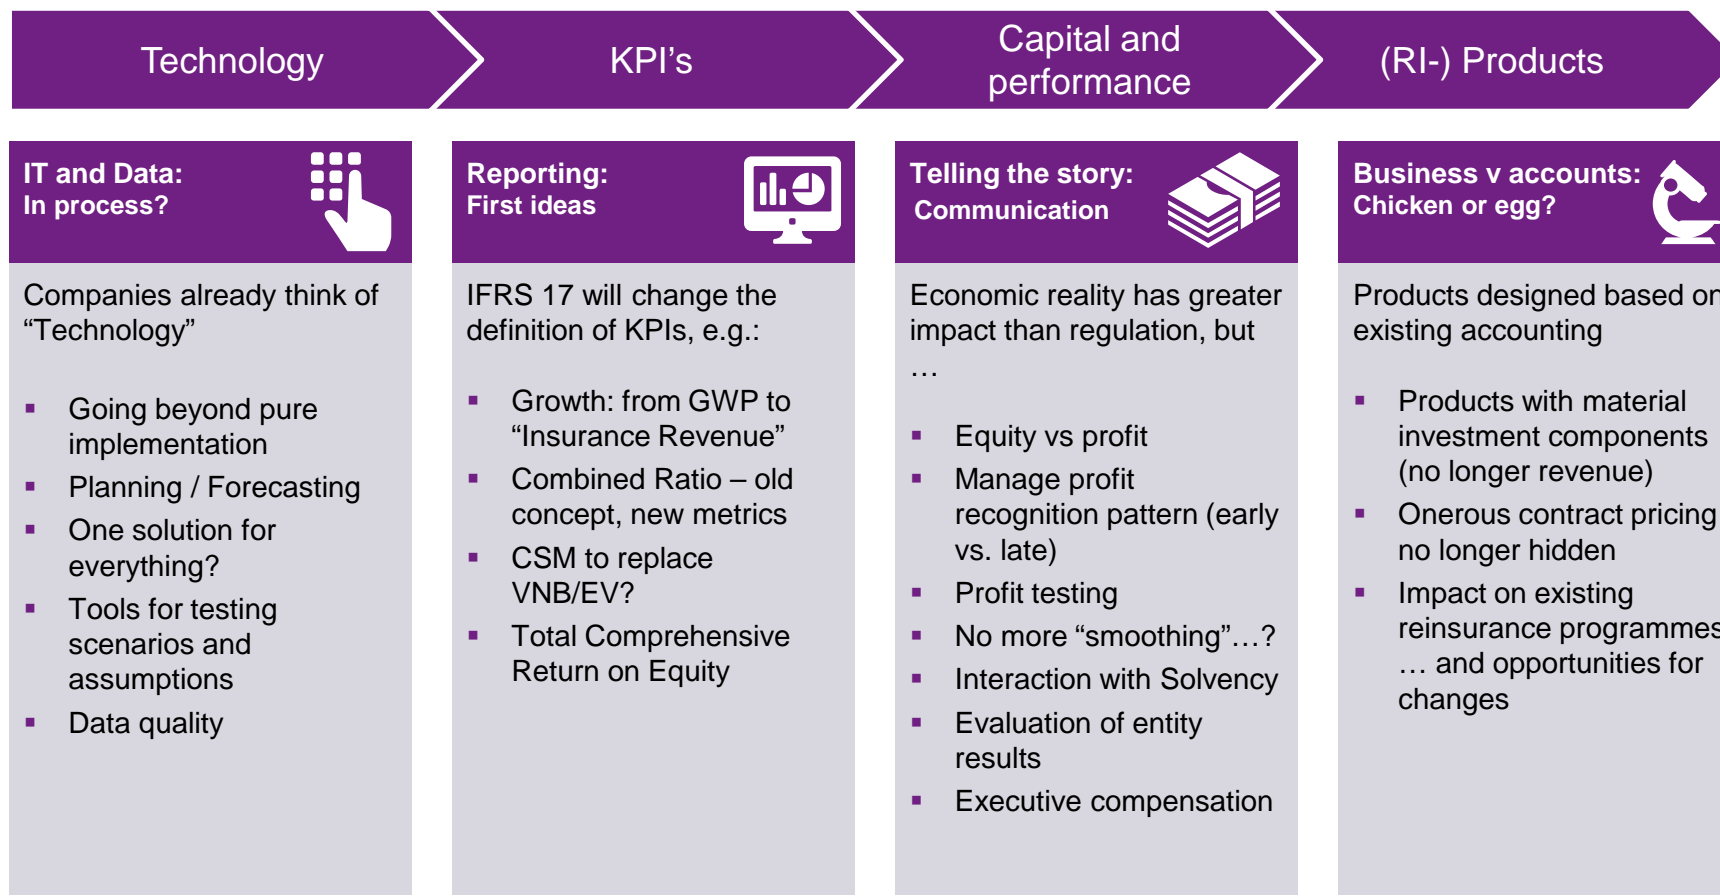 Technology
KPI’s
Capital and
performance
(RI-) Products
IT and Data:
In process?
Companies already think of
“Technology”
▪ Going beyond pure
implementation
▪ Planning / Forecasting
▪ One solution for
everything?
▪ Tools for testing
scenarios and
assumptions
▪ Data quality
Reporting:
First ideas
IFRS 17 will change the
definition of KPIs, e.g.:
▪ Growth: from GWP to
“Insurance Revenue”
▪ Combined Ratio – old
concept, new metrics
▪ CSM to replace
VNB/EV?
▪ Total Comprehensive
Return on Equity
Telling the story:
Communication
Economic reality has greater
impact than regulation, but
…
▪ Equity vs profit
▪ Manage profit
recognition pattern (early
vs. late)
▪ Profit testing
▪ No more “smoothing”…?
▪ Interaction with Solvency
▪ Evaluation of entity
results
▪ Executive compensation
Business v accounts:
Chicken or egg?
Products designed based on
existing accounting
▪ Products with material
investment components
(no longer revenue)
▪ Onerous contract pricing
no longer hidden
▪ Impact on existing
reinsurance programmes
… and opportunities for
changes